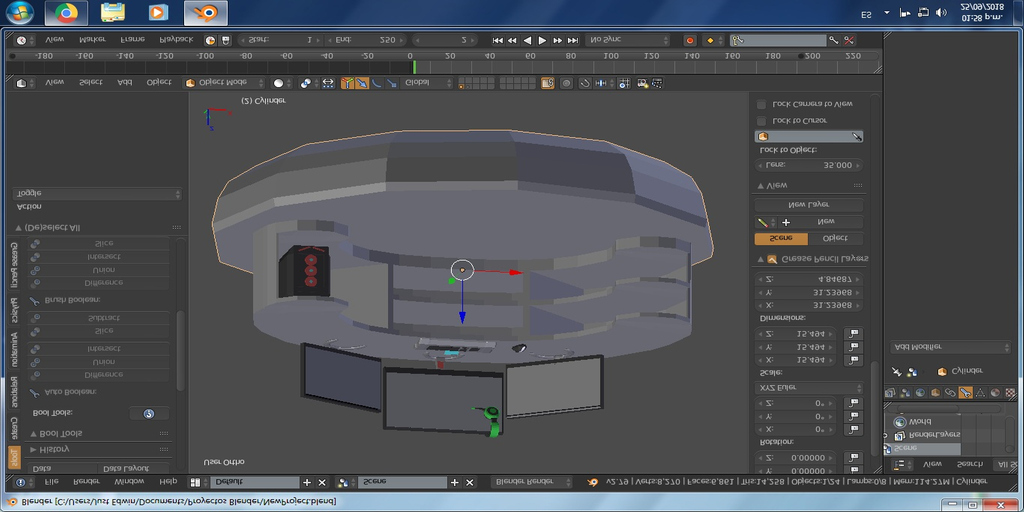 Blender [C:\Users\Just Edwin\Documents\Proyectos Blender\NewProject.blend]
File
Render
Window
Help
Default
Scene
Blender Render
v2.79 | Verts:8,270 | Faces:6,861 | Tris:14,258 | Objects:1/24 | Lamps:0/8 | Mem:114.27M | Cylinder
Data
Data Layout
History
Bool Tools
Bool Tools:
Auto Boolean:
Difference
Union
Intersect
Slice
Subtract
Brush Boolean:
Difference
Union
Intersect
Slice
(De)select All
Action
Toggle
Tools
Create
Relations
Animation
Physics
Grease Pencil
User Ortho
(2) Cylinder
Z: 0.00000
Rotation:
X: 0°
Y: 0°
Z: 0°
XYZ Euler
Scale:
X: 15.494
Y: 15.494
Z: 15.494
Dimensions:
X: 31.23968
Y: 31.23968
Z: 4.84687
Grease Pencil Layers
Scene
Object
New
New Layer
View
Lens: 35.000
Lock to Object:
Lock to Cursor
Lock Camera to View
View
Search
All S
Scene
RenderLayers
World
Cylinder
Add Modifier
View
Select
Add
Object
Object Mode
Global
-180 -160 -140 -120 -100 -80 -60 -40 -20 0 20 40 60 80 100 120 140 160 180 200 220
View
Marker
Frame
Playback
Start: 1
End: 250
2
No Sync
ES
01:58 p.m.
25/09/2018